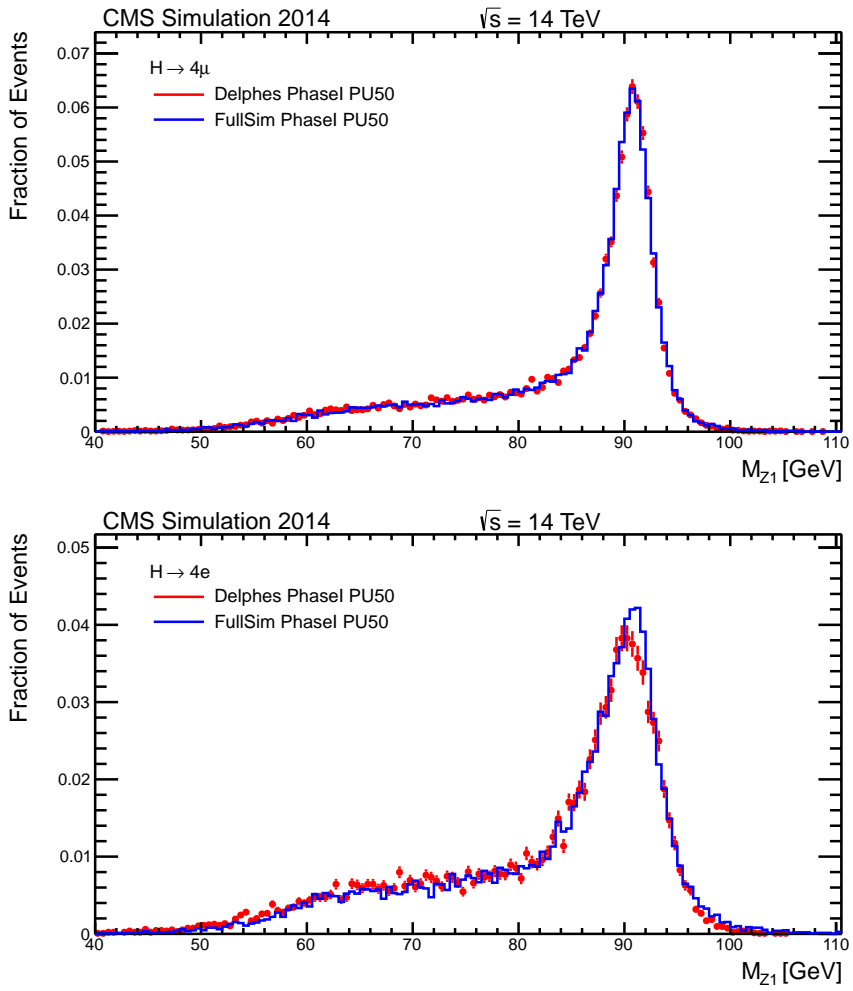 CMS Simulation 2014 √s = 14 TeV
Fraction of Events
0.07
0.06
0.05
0.04
0.03
0.02
0.01
0
H → 4μ
Delphes PhaseI PU50
FullSim PhaseI PU50
40 50 60 70 80 90 100 110
M_Z1 [GeV]
CMS Simulation 2014 √s = 14 TeV
Fraction of Events
0.05
0.04
0.03
0.02
0.01
0
H → 4e
Delphes PhaseI PU50
FullSim PhaseI PU50
40 50 60 70 80 90 100 110
M_Z1 [GeV]